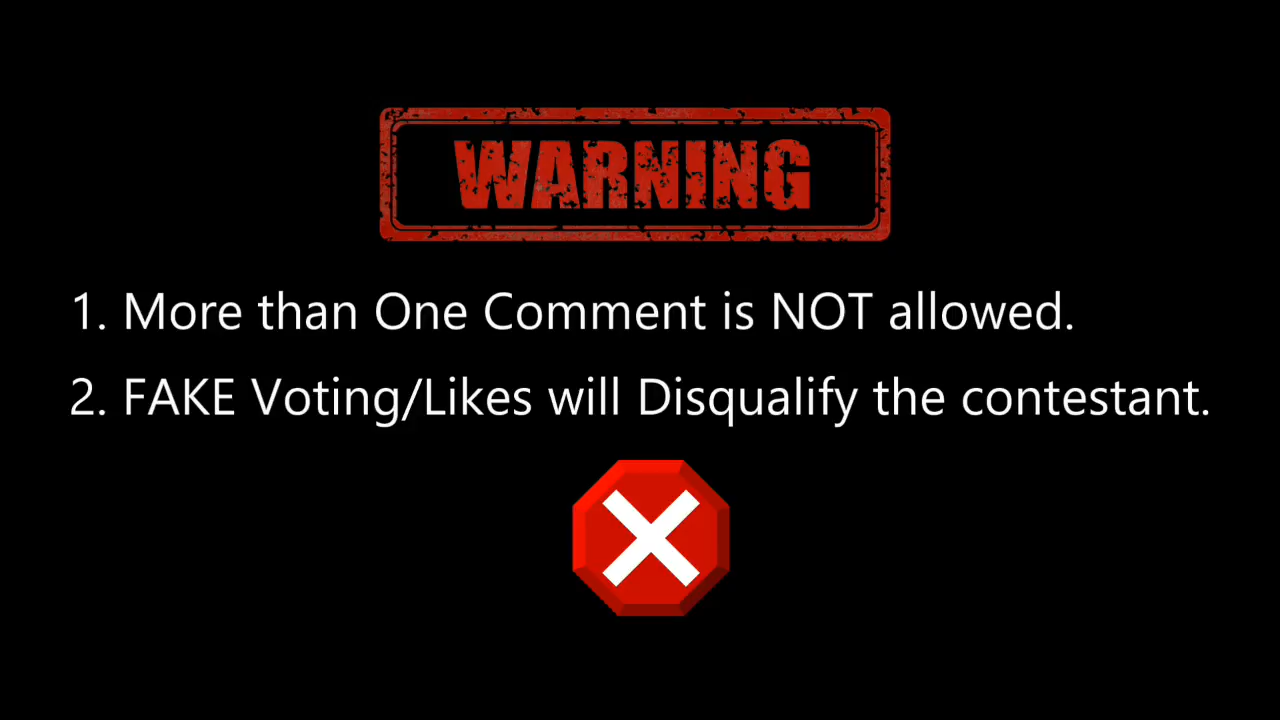 WARNING
1. More than One Comment is NOT allowed.
2. FAKE Voting/Likes will Disqualify the contestant.